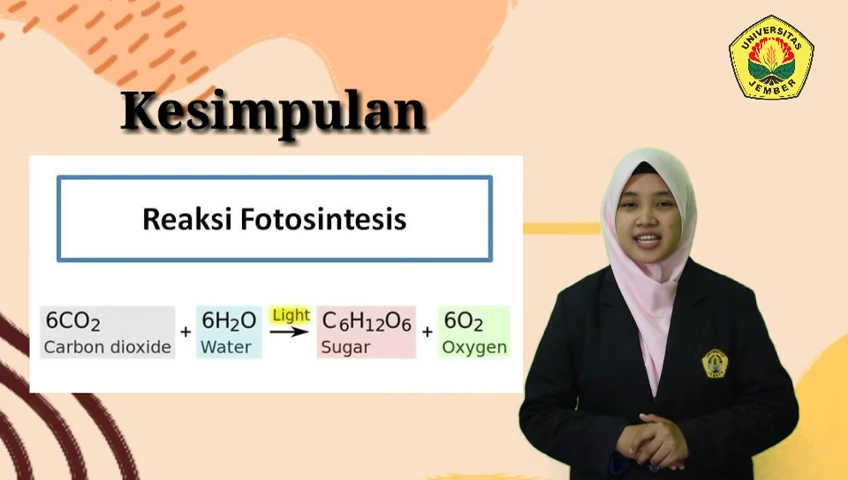 Kesimpulan
UNIVERSITAS
JEMBER
Reaksi Fotosintesis
6CO₂ + 6H₂O Light → C₆H₁₂O₆ + 6O₂
Carbon dioxide Water Sugar Oxygen